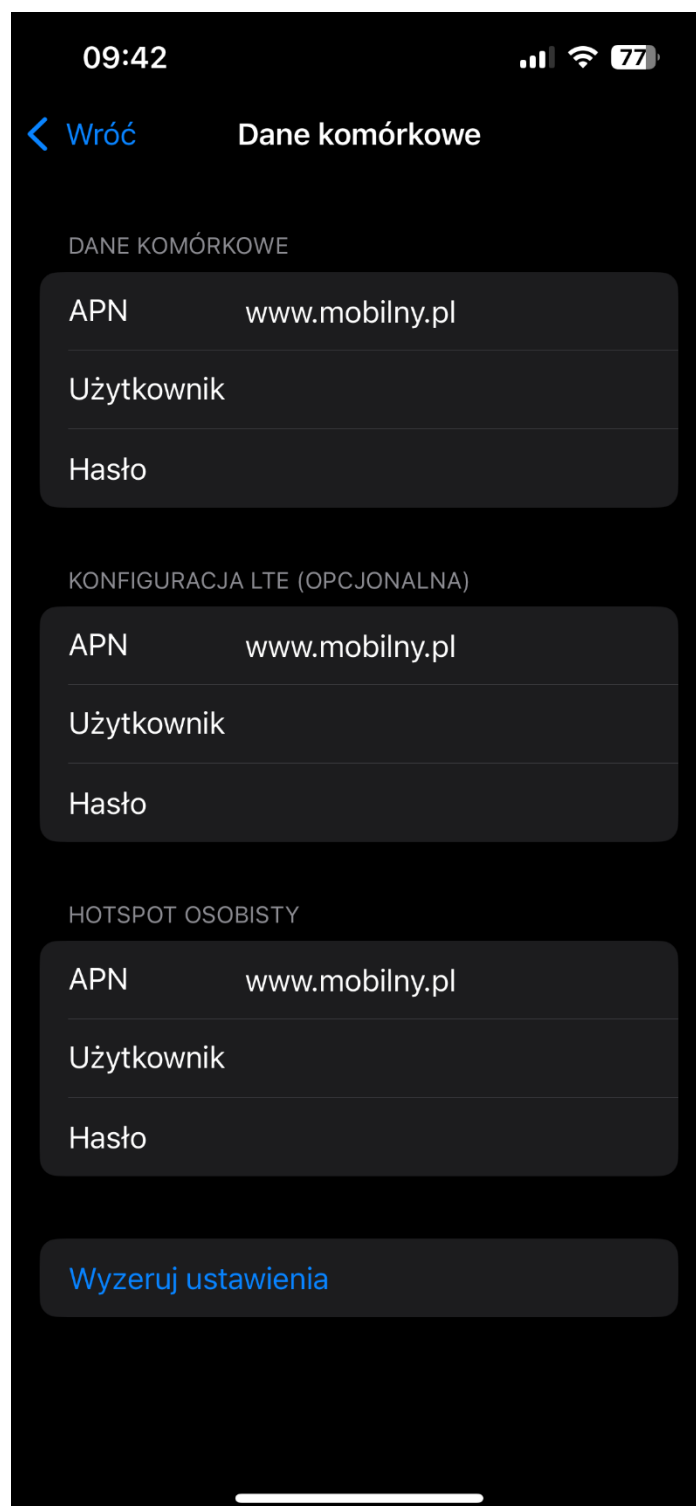 09:42 77
Wróć Dane komórkowe
DANE KOMÓRKOWE
APN www.mobilny.pl
Użytkownik
Hasło
KONFIGURACJA LTE (OPCJONALNA)
APN www.mobilny.pl
Użytkownik
Hasło
HOTSPOT OSOBISTY
APN www.mobilny.pl
Użytkownik
Hasło
Wyzeruj ustawienia